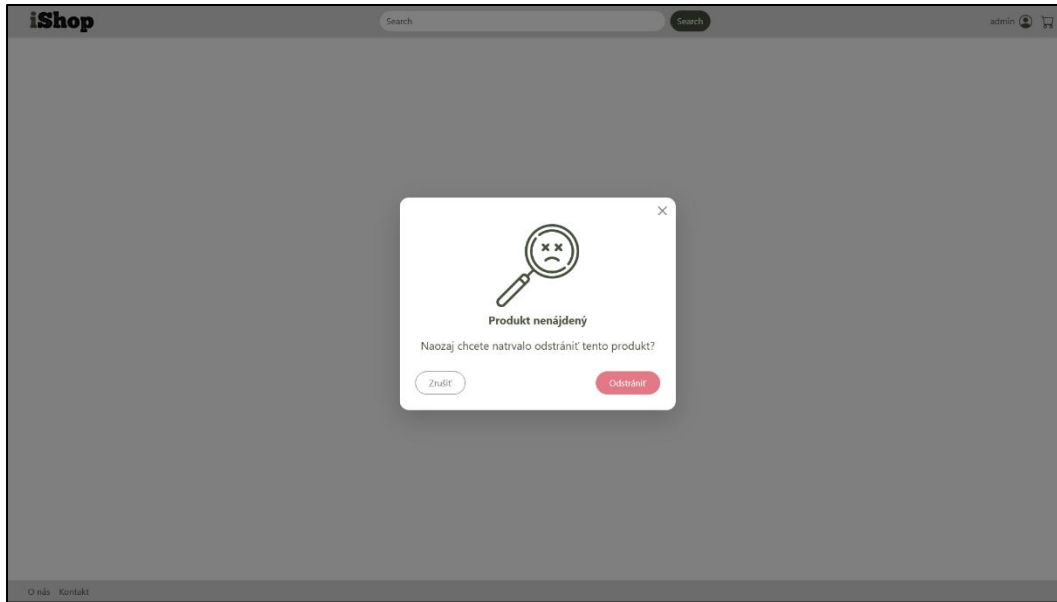 iShop
Search
Search
admin
Produkt nenájdený
Naozaj chcete natrvalo odstrániť tento produkt?
Zrušiť
Odstrániť
O nás Kontakt